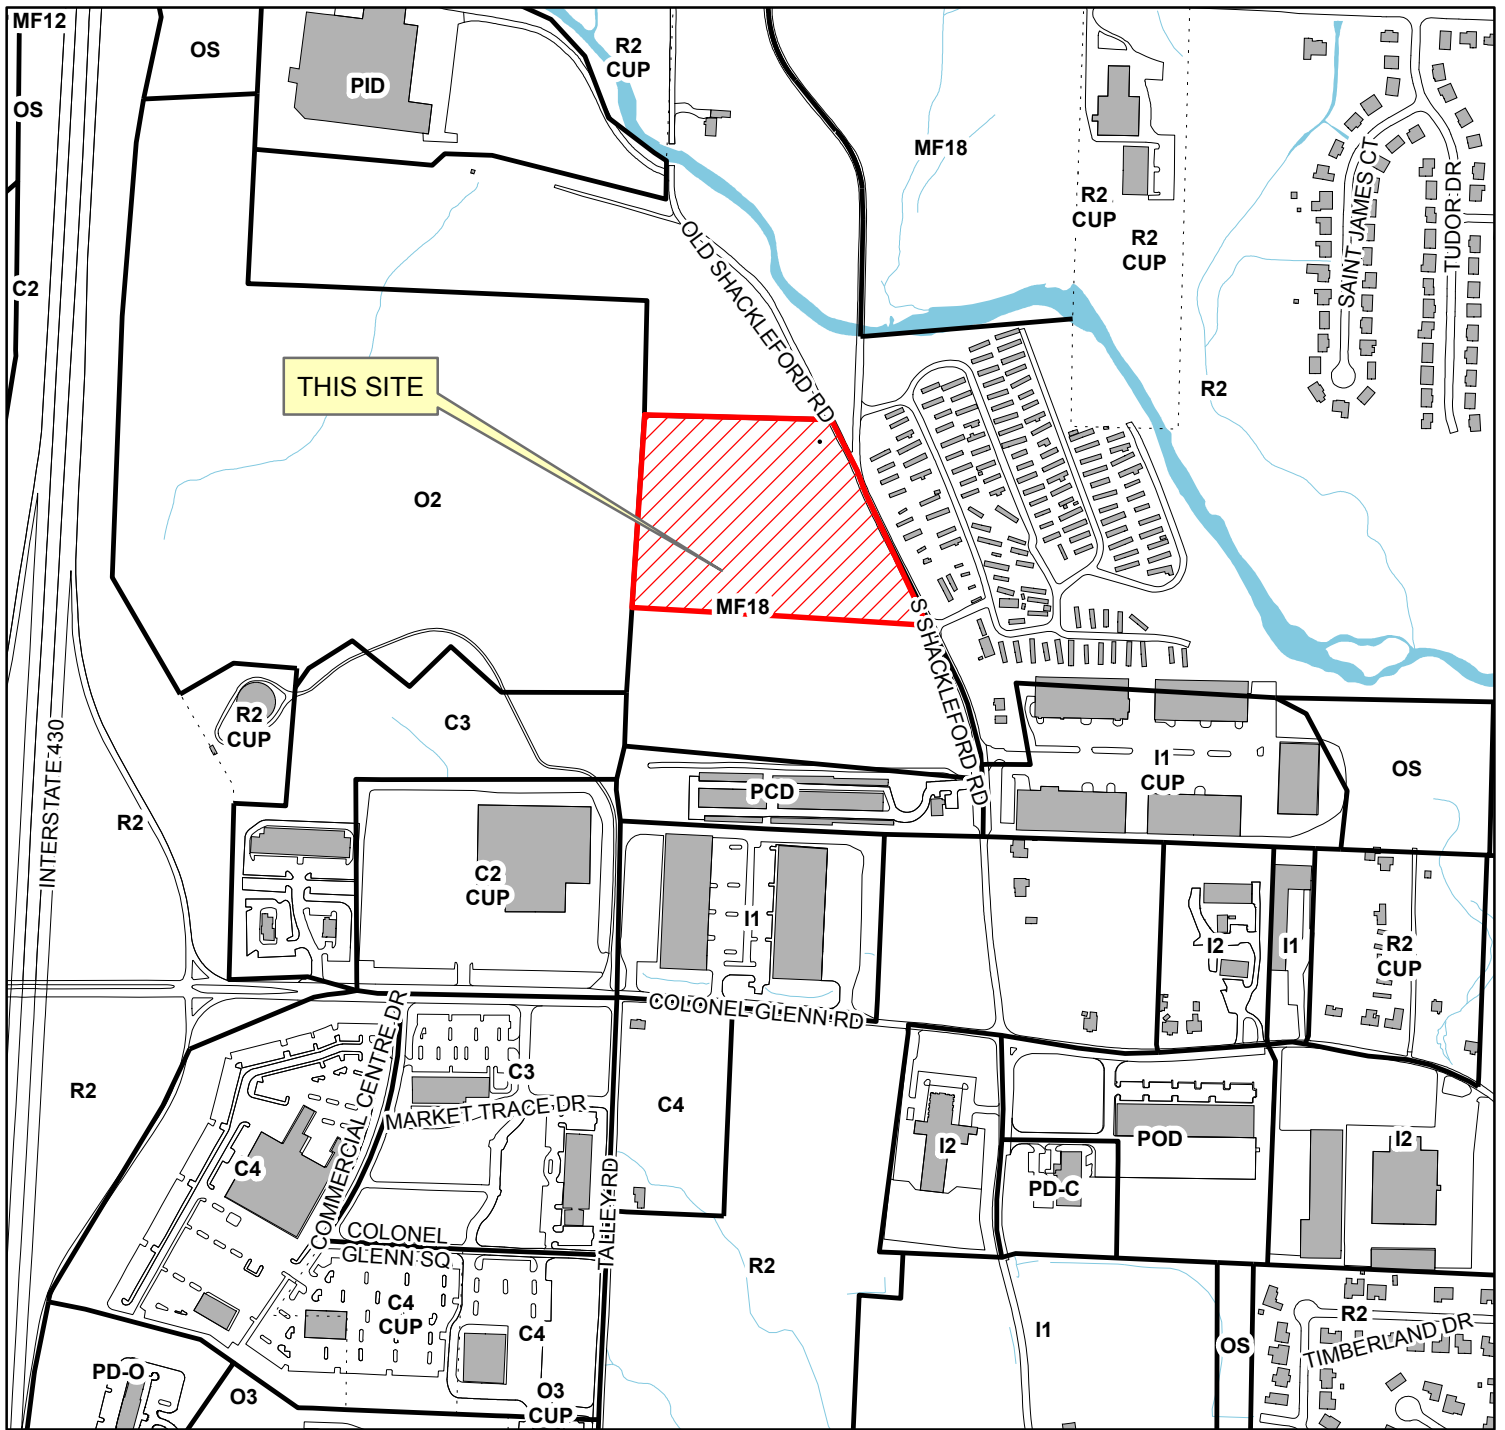 MF12
OS
PID
R2
CUP
OS
MF18
R2
CUP
R2
CUP
SAINT JAMES CT
TUDOR DR
C2
OLD SHACKLEFORD RD
THIS SITE
R2
O2
MF18
S SHACKLEFORD RD
R2
CUP
C3
INTERSTATE 430
R2
PCD
I1
CUP
OS
C2
CUP
I1
I2
I1
R2
CUP
COLONEL GLENN RD
COMMERCIAL CENTRE DR
C3
MARKET TRACE DR
R2
C4
C4
I2
POD
I2
PD-C
TALLEY RD
COLONEL
GLENN SQ
R2
C4
CUP
C4
I1
OS
R2
TIMBERLAND DR
PD-O
O3
O3
CUP